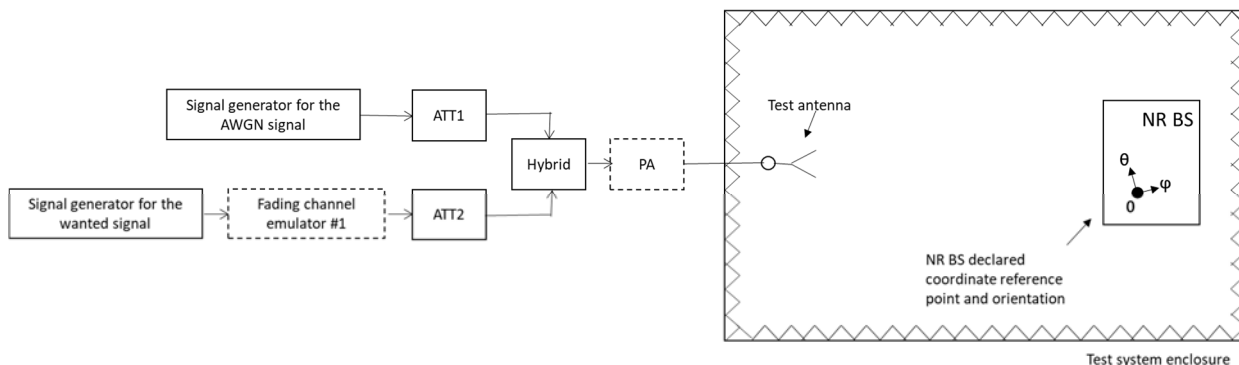 Signal generator for the
AWGN signal
ATT1
Hybrid
PA
Signal generator for the
wanted signal
Fading channel
emulator #1
ATT2
Test antenna
NR BS
θ
φ
0
NR BS declared
coordinate reference
point and orientation
Test system enclosure